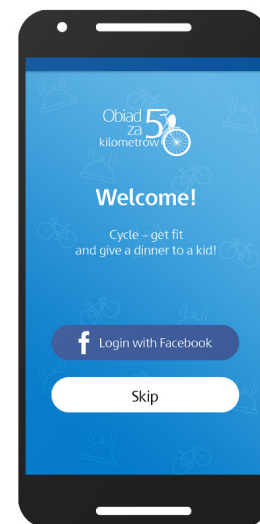 Obiad 5
za
kilometrów
Welcome!
Cycle – get fit
and give a dinner to a kid!
f Login with Facebook
Skip